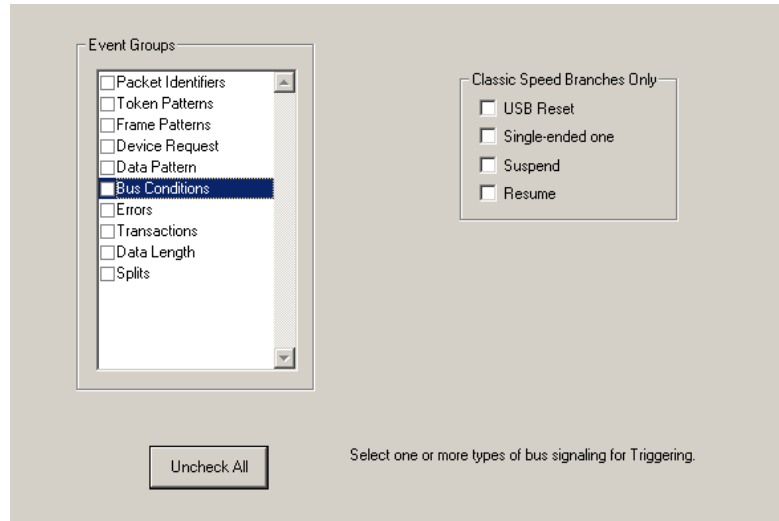 Event Groups
Packet Identifiers
Token Patterns
Frame Patterns
Device Request
Data Pattern
Bus Conditions
Errors
Transactions
Data Length
Splits
Classic Speed Branches Only
USB Reset
Single-ended one
Suspend
Resume
Uncheck All
Select one or more types of bus signaling for Triggering.